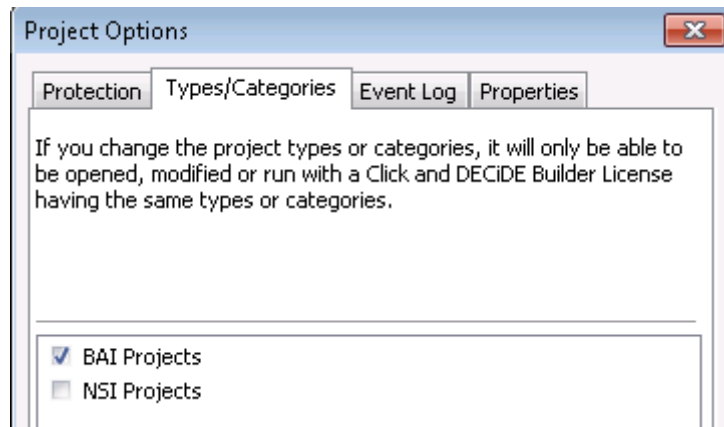 Project Options
Protection Types/Categories Event Log Properties
If you change the project types or categories, it will only be able to
be opened, modified or run with a Click and DECiDE Builder License
having the same types or categories.
BAI Projects
NSI Projects